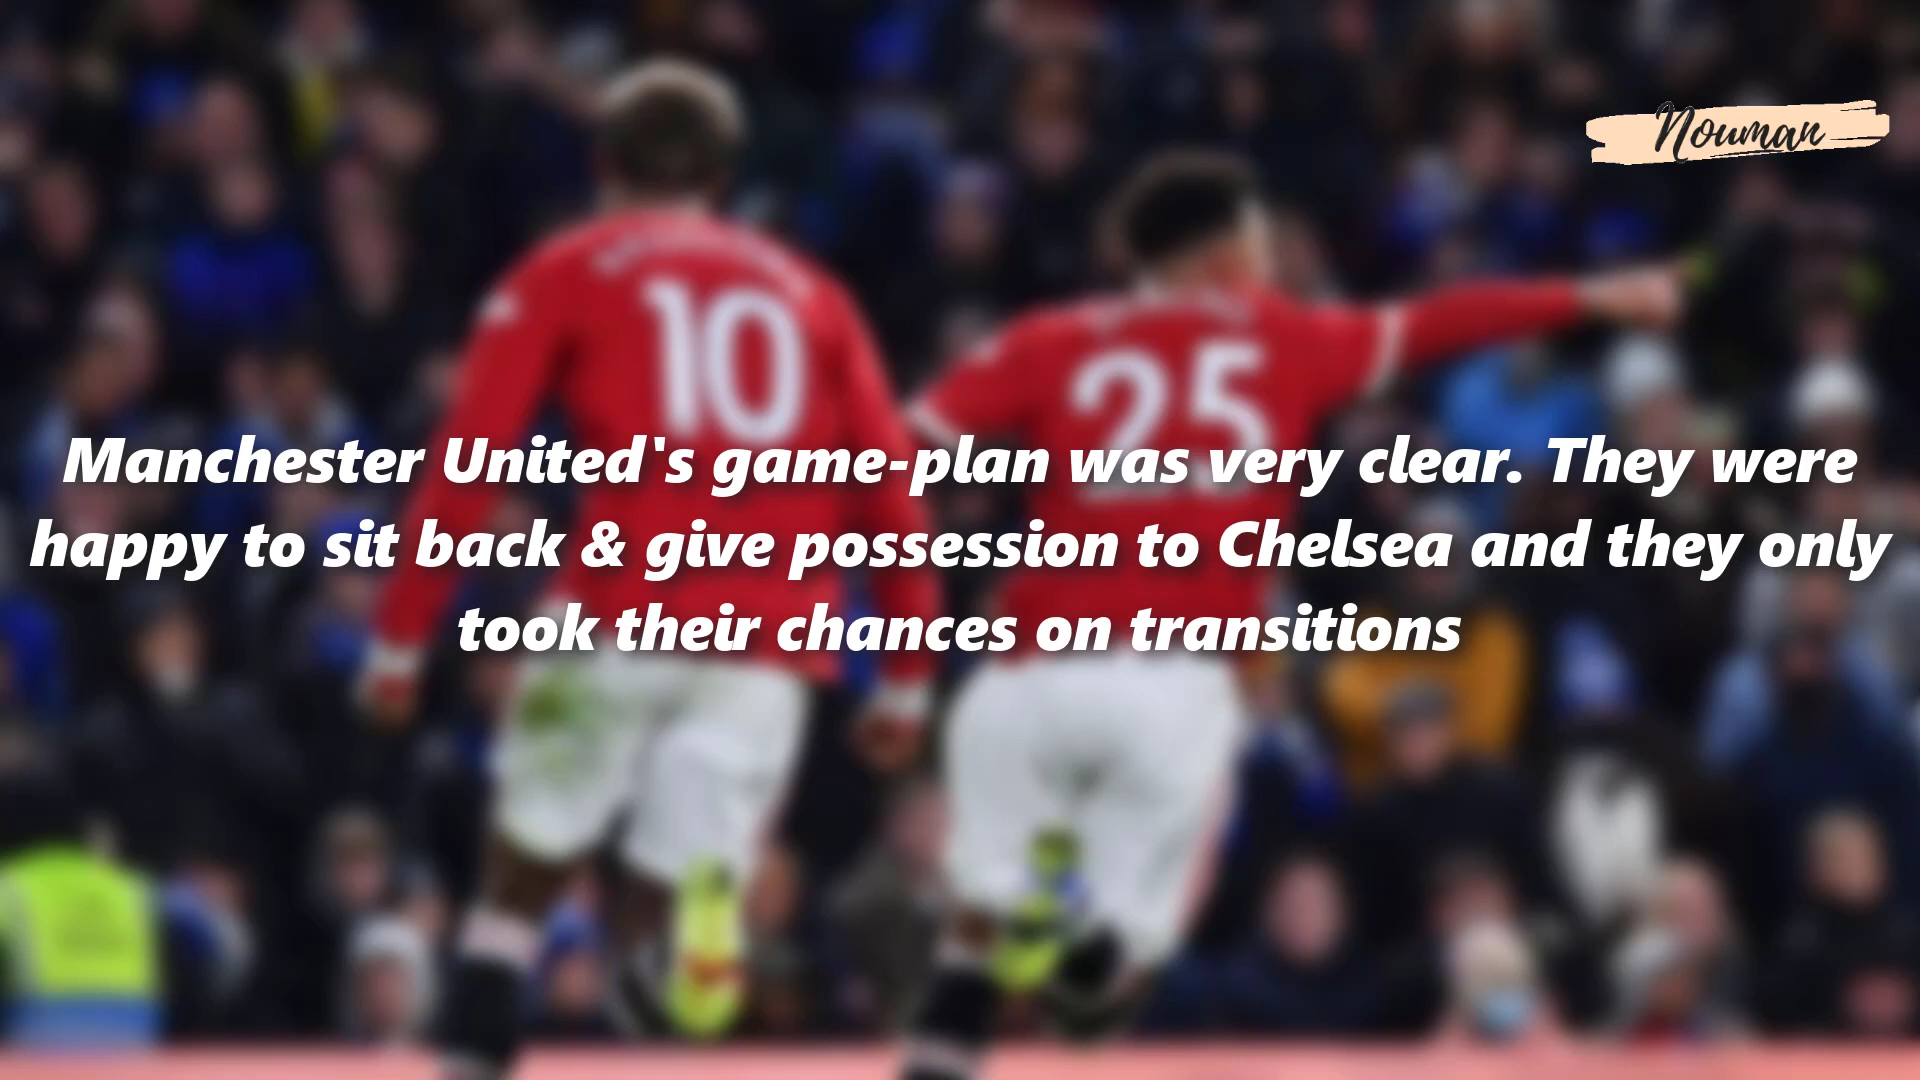 Nouman
10
25
Manchester United's game-plan was very clear. They were
happy to sit back & give possession to Chelsea and they only
took their chances on transitions